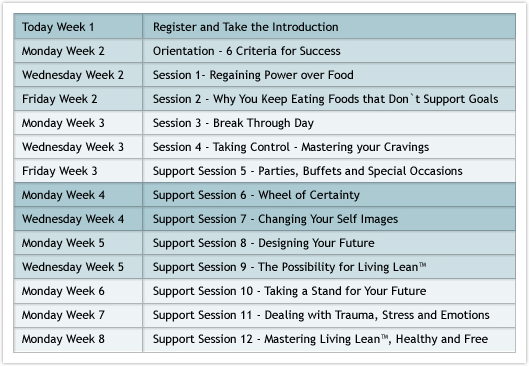 Today Week 1 Register and Take the Introduction
Monday Week 2 Orientation - 6 Criteria for Success
Wednesday Week 2 Session 1- Regaining Power over Food
Friday Week 2 Session 2 - Why You Keep Eating Foods that Don`t Support Goals
Monday Week 3 Session 3 - Break Through Day
Wednesday Week 3 Session 4 - Taking Control - Mastering your Cravings
Friday Week 3 Support Session 5 - Parties, Buffets and Special Occasions
Monday Week 4 Support Session 6 - Wheel of Certainty
Wednesday Week 4 Support Session 7 - Changing Your Self Images
Monday Week 5 Support Session 8 - Designing Your Future
Wednesday Week 5 Support Session 9 - The Possibility for Living Lean™
Monday Week 6 Support Session 10 - Taking a Stand for Your Future
Monday Week 7 Support Session 11 - Dealing with Trauma, Stress and Emotions
Monday Week 8 Support Session 12 - Mastering Living Lean™, Healthy and Free